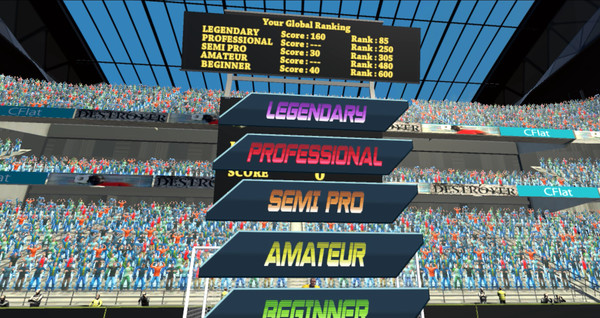 Your Global Ranking
LEGENDARY Score : 160 Rank : 85
PROFESSIONAL Score : --- Rank : 250
SEMI PRO Score : 30 Rank : 305
AMATEUR Score : --- Rank : 480
BEGINNER Score : 40 Rank : 600
LEGENDARY
CFlat DESTROYER DESTROYER CFlat
PROFESSIONAL
SCORE 0
DESTROYER DESTROYER CFlat
SEMI PRO
AMATEUR
BEGINNER